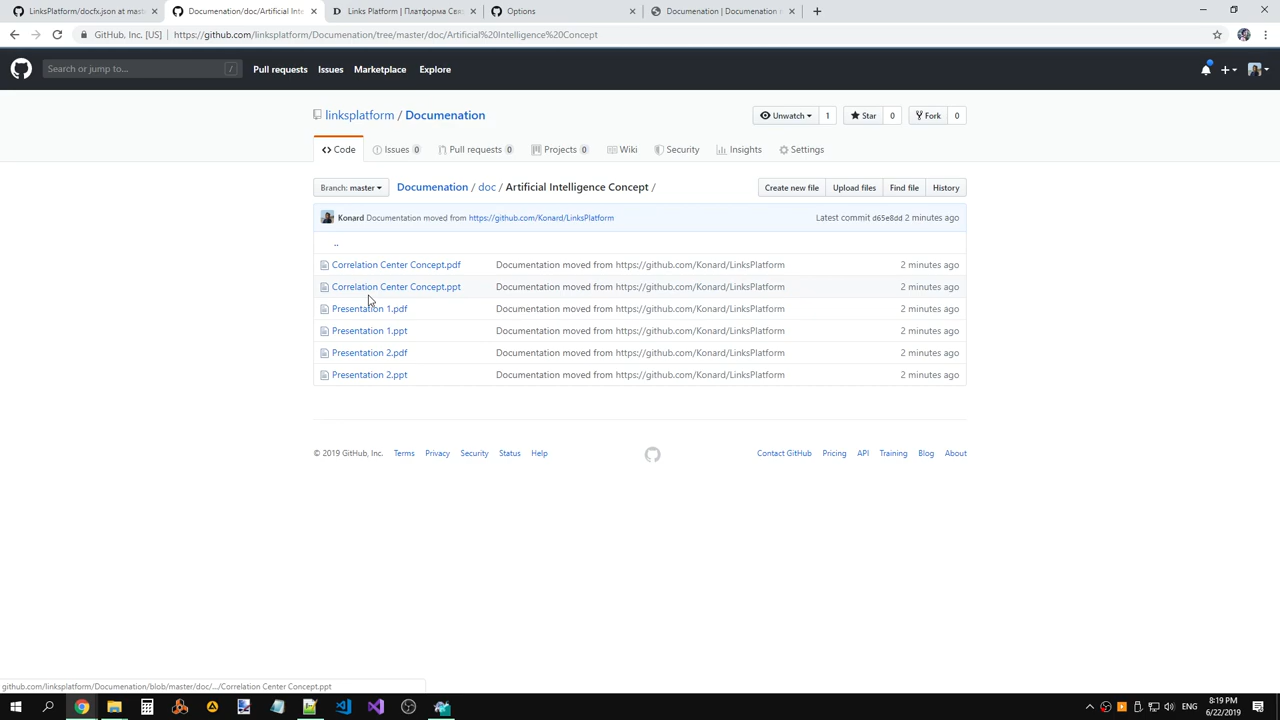 LinksPlatform/docfx.json at mast
Documentation/doc/Artificial Inte
Links Platform | Платформа Связ
Options
Documenation | Documenation
GitHub, Inc. [US]
https://github.com/linksplatform/Documenation/tree/master/doc/Artificial%20Intelligence%20Concept
Search or jump to...
/
Pull requests
Issues
Marketplace
Explore
linksplatform / Documenation
Unwatch
1
Star
0
Fork
0
Code
Issues 0
Pull requests 0
Projects 0
Wiki
Security
Insights
Settings
Branch: master
Documenation / doc / Artificial Intelligence Concept /
Create new file
Upload files
Find file
History
Konard Documentation moved from https://github.com/Konard/LinksPlatform
Latest commit d65e8dd 2 minutes ago
..
Correlation Center Concept.pdf Documentation moved from https://github.com/Konard/LinksPlatform 2 minutes ago
Correlation Center Concept.ppt Documentation moved from https://github.com/Konard/LinksPlatform 2 minutes ago
Presentation 1.pdf Documentation moved from https://github.com/Konard/LinksPlatform 2 minutes ago
Presentation 1.ppt Documentation moved from https://github.com/Konard/LinksPlatform 2 minutes ago
Presentation 2.pdf Documentation moved from https://github.com/Konard/LinksPlatform 2 minutes ago
Presentation 2.ppt Documentation moved from https://github.com/Konard/LinksPlatform 2 minutes ago
© 2019 GitHub, Inc.
Terms
Privacy
Security
Status
Help
Contact GitHub
Pricing
API
Training
Blog
About
github.com/linksplatform/Documenation/blob/master/doc/.../Correlation Center Concept.ppt
ENG
8:19 PM
6/22/2019